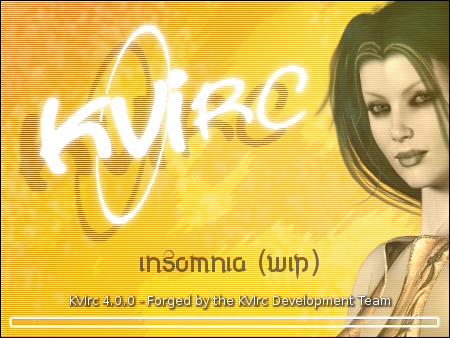 KViRC
insomnia (wip)
KVIrc 4.0.0 - Forged by the KVIrc Development Team